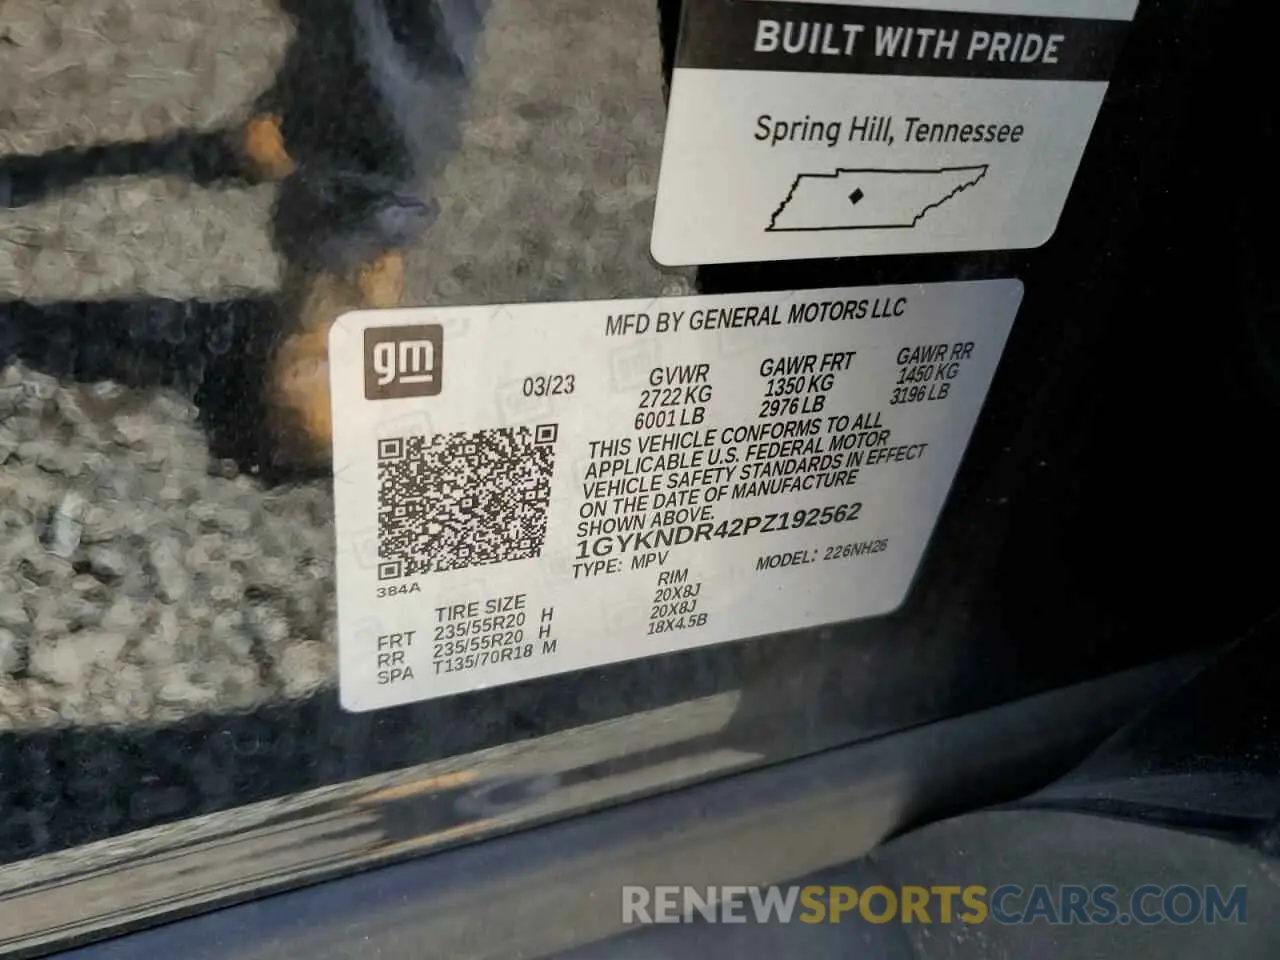 BUILT WITH PRIDE
Spring Hill, Tennessee
gm
MFD BY GENERAL MOTORS LLC
03/23
GVWR
2722 KG
6001 LB
GAWR FRT
1350 KG
2976 LB
GAWR RR
1450 KG
3196 LB
THIS VEHICLE CONFORMS TO ALL
APPLICABLE U.S. FEDERAL MOTOR
VEHICLE SAFETY STANDARDS IN EFFECT
ON THE DATE OF MANUFACTURE
SHOWN ABOVE.
1GYKNDR42PZ192562
TYPE: MPV
MODEL: 226NH26
384A
TIRE SIZE RIM
FRT 235/55R20 H 20X8J
RR 235/55R20 H 20X8J
SPA T135/70R18 M 18X4.5B
RENEWSPORTSCARS.COM